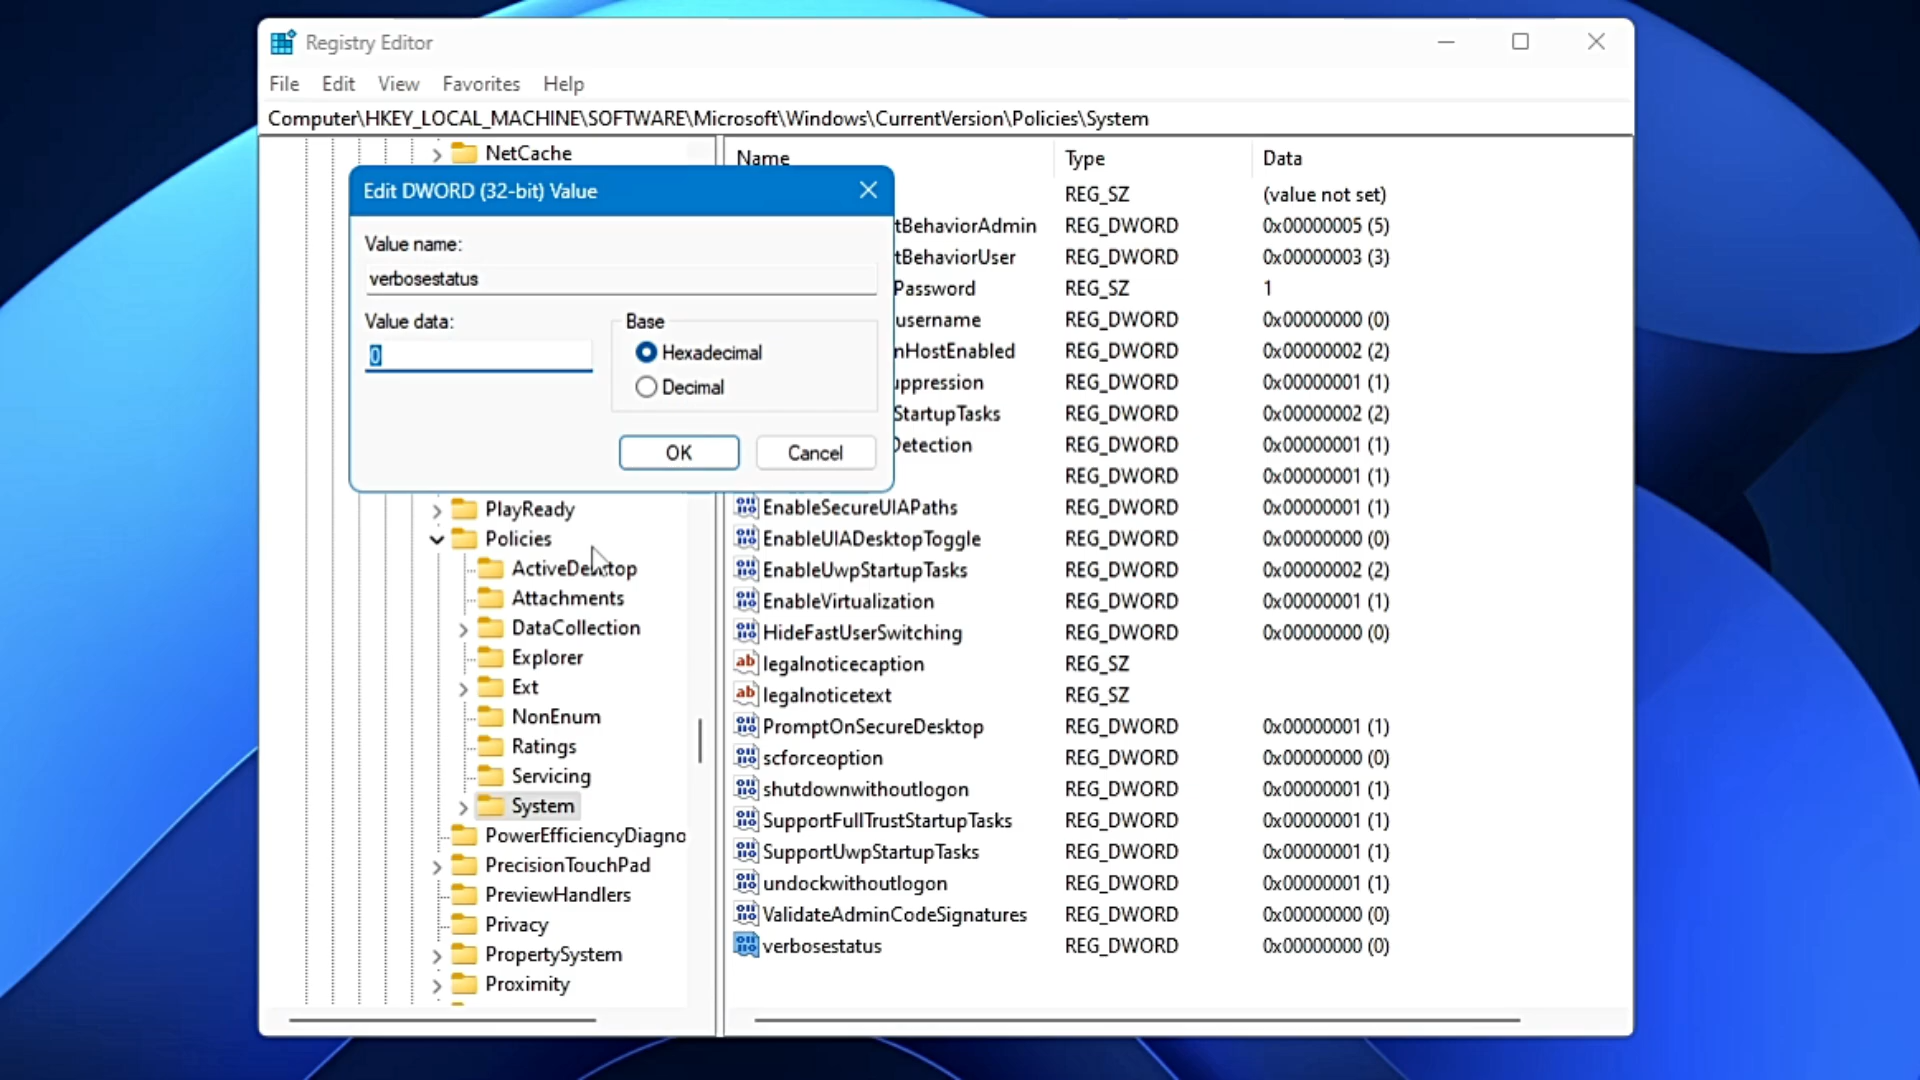 Registry Editor
File Edit View Favorites Help
Computer\HKEY_LOCAL_MACHINE\SOFTWARE\Microsoft\Windows\CurrentVersion\Policies\System
NetCache
Edit DWORD (32-bit) Value
Value name:
verbosestatus
Value data:
0
Base
Hexadecimal
Decimal
OK Cancel
PlayReady
Policies
ActiveDesktop
Attachments
DataCollection
Explorer
Ext
NonEnum
Ratings
Servicing
System
PowerEfficiencyDiagno
PrecisionTouchPad
PreviewHandlers
Privacy
PropertySystem
Proximity
Name Type Data
REG_SZ (value not set)
tBehaviorAdmin REG_DWORD 0x00000005 (5)
tBehaviorUser REG_DWORD 0x00000003 (3)
Password REG_SZ 1
username REG_DWORD 0x00000000 (0)
nHostEnabled REG_DWORD 0x00000002 (2)
uppression REG_DWORD 0x00000001 (1)
StartupTasks REG_DWORD 0x00000002 (2)
Detection REG_DWORD 0x00000001 (1)
REG_DWORD 0x00000001 (1)
EnableSecureUIAPaths REG_DWORD 0x00000001 (1)
EnableUIADesktopToggle REG_DWORD 0x00000000 (0)
EnableUwpStartupTasks REG_DWORD 0x00000002 (2)
EnableVirtualization REG_DWORD 0x00000001 (1)
HideFastUserSwitching REG_DWORD 0x00000000 (0)
legalnoticecaption REG_SZ
legalnoticetext REG_SZ
PromptOnSecureDesktop REG_DWORD 0x00000001 (1)
scforceoption REG_DWORD 0x00000000 (0)
shutdownwithoutlogon REG_DWORD 0x00000001 (1)
SupportFullTrustStartupTasks REG_DWORD 0x00000001 (1)
SupportUwpStartupTasks REG_DWORD 0x00000001 (1)
undockwithoutlogon REG_DWORD 0x00000001 (1)
ValidateAdminCodeSignatures REG_DWORD 0x00000000 (0)
verbosestatus REG_DWORD 0x00000000 (0)